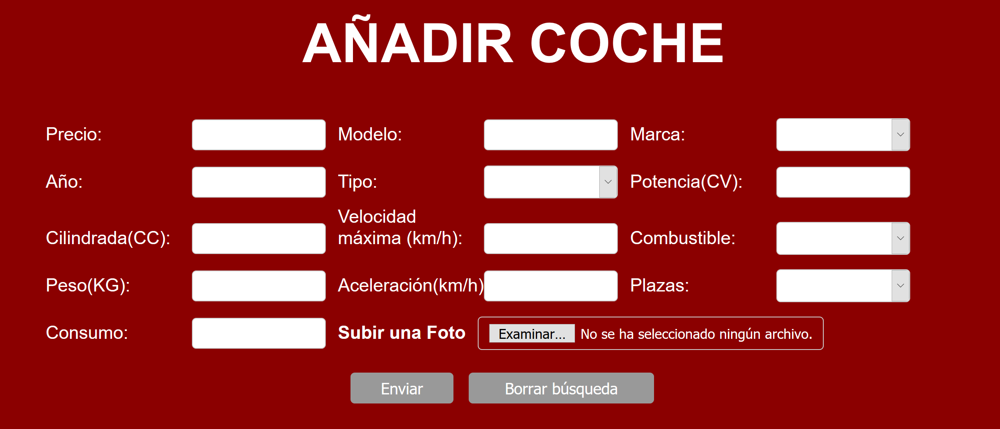 AÑADIR COCHE
Precio:
Modelo:
Marca:
Año:
Tipo:
Potencia(CV):
Cilindrada(CC):
Velocidad
máxima (km/h):
Combustible:
Peso(KG):
Aceleración(km/h)
Plazas:
Consumo:
Subir una Foto
Examinar...
No se ha seleccionado ningún archivo.
Enviar
Borrar búsqueda